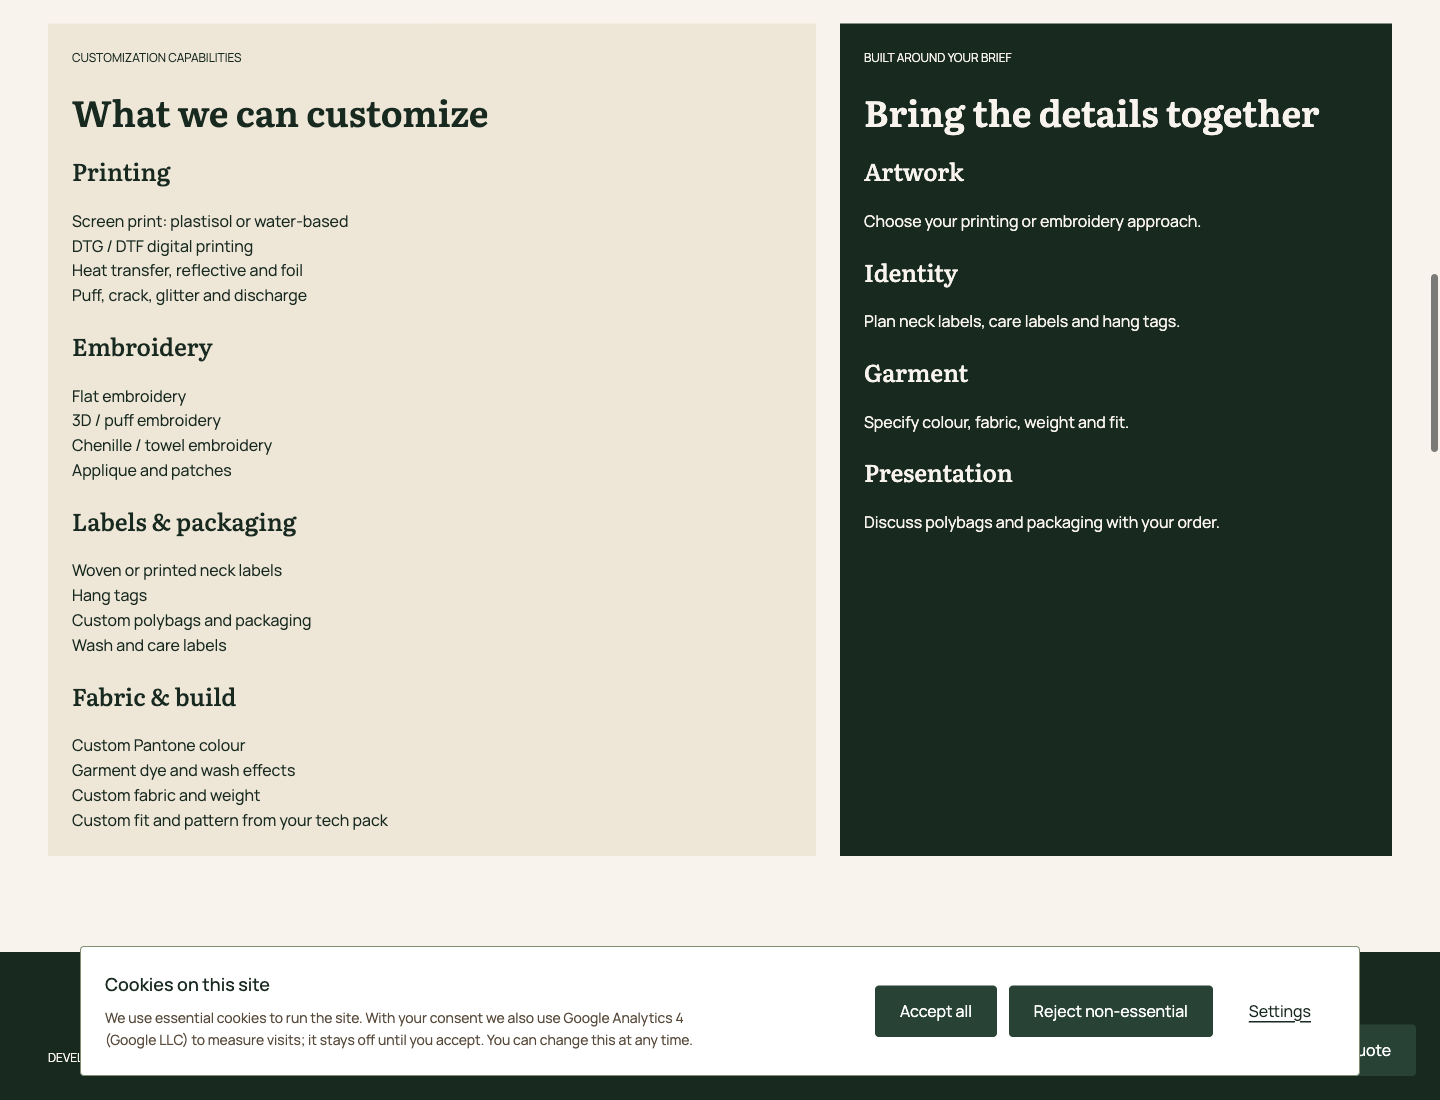 CUSTOMIZATION CAPABILITIES
What we can customize
Printing
Screen print: plastisol or water-based
DTG / DTF digital printing
Heat transfer, reflective and foil
Puff, crack, glitter and discharge
Embroidery
Flat embroidery
3D / puff embroidery
Chenille / towel embroidery
Applique and patches
Labels & packaging
Woven or printed neck labels
Hang tags
Custom polybags and packaging
Wash and care labels
Fabric & build
Custom Pantone colour
Garment dye and wash effects
Custom fabric and weight
Custom fit and pattern from your tech pack
BUILT AROUND YOUR BRIEF
Bring the details together
Artwork
Choose your printing or embroidery approach.
Identity
Plan neck labels, care labels and hang tags.
Garment
Specify colour, fabric, weight and fit.
Presentation
Discuss polybags and packaging with your order.
Cookies on this site
We use essential cookies to run the site. With your consent we also use Google Analytics 4
(Google LLC) to measure visits; it stays off until you accept. You can change this at any time.
Accept all
Reject non-essential
Settings